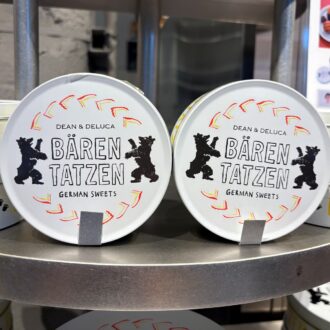 DEAN & DELUCA
BÄREN
TATZEN
GERMAN SWEETS
DEAN & DELUCA
BÄREN
TATZEN
GERMAN SWEETS